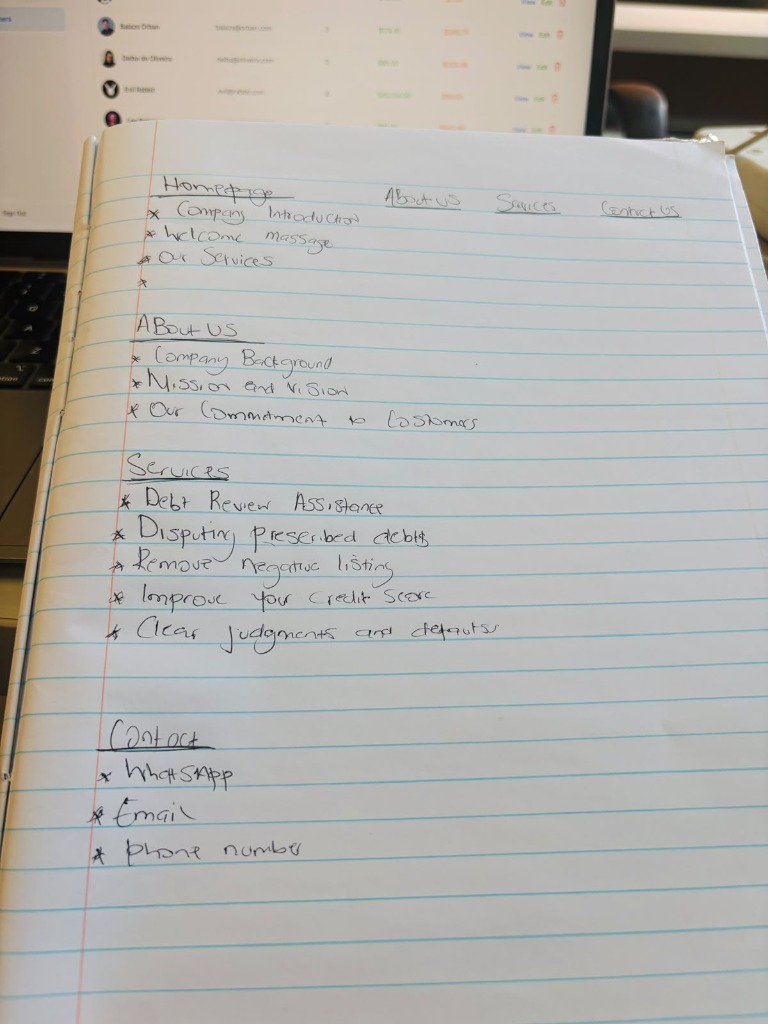 Homepage About us Services Contact Us
* Company Introduction
* Welcome massage
* Our Services
*
About US
* Company Background
* Mission and Vision
* Our Commitment to Costomers
Services
* Debt Review Assistance
* Disputing prescribed debts
* Remove negative listing
* Improve your credit score
* Clear judgments and defaults
Contact
* WhatsApp
* Email
* phone number